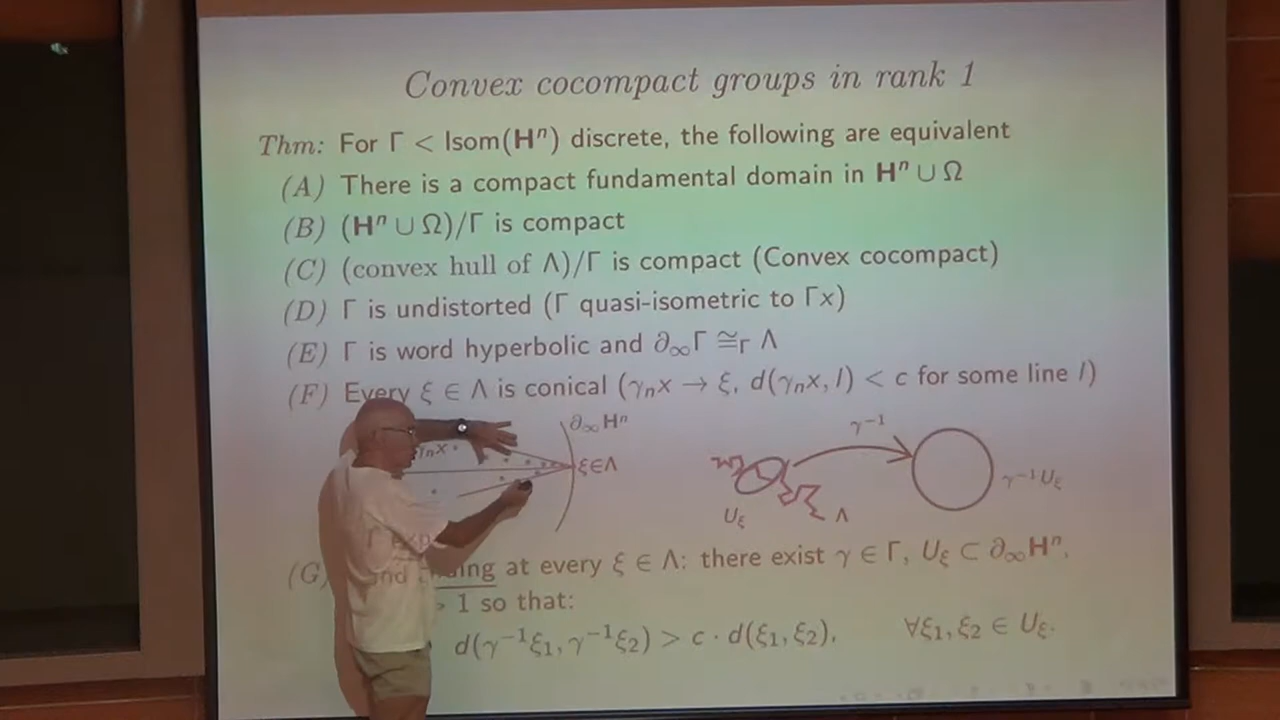 Convex cocompact groups in rank 1
Thm: For Γ < Isom(Hⁿ) discrete, the following are equivalent
(A) There is a compact fundamental domain in Hⁿ ∪ Ω
(B) (Hⁿ ∪ Ω)/Γ is compact
(C) (convex hull of Λ)/Γ is compact (Convex cocompact)
(D) Γ is undistorted (Γ quasi-isometric to Γx)
(E) Γ is word hyperbolic and ∂∞Γ ≅Γ Λ
(F) Every ξ ∈ Λ is conical (γₙx → ξ, d(γₙx, l) < c for some line l)
∂∞Hⁿ
γ⁻¹
γₙx
ξ∈Λ
γ⁻¹Uξ
Uξ
Λ
(G) Γ at every ξ ∈ Λ: there exist γ ∈ Γ, Uξ ⊂ ∂∞Hⁿ,
> 1 so that:
d(γ⁻¹ξ₁, γ⁻¹ξ₂) > c · d(ξ₁, ξ₂), ∀ξ₁, ξ₂ ∈ Uξ.